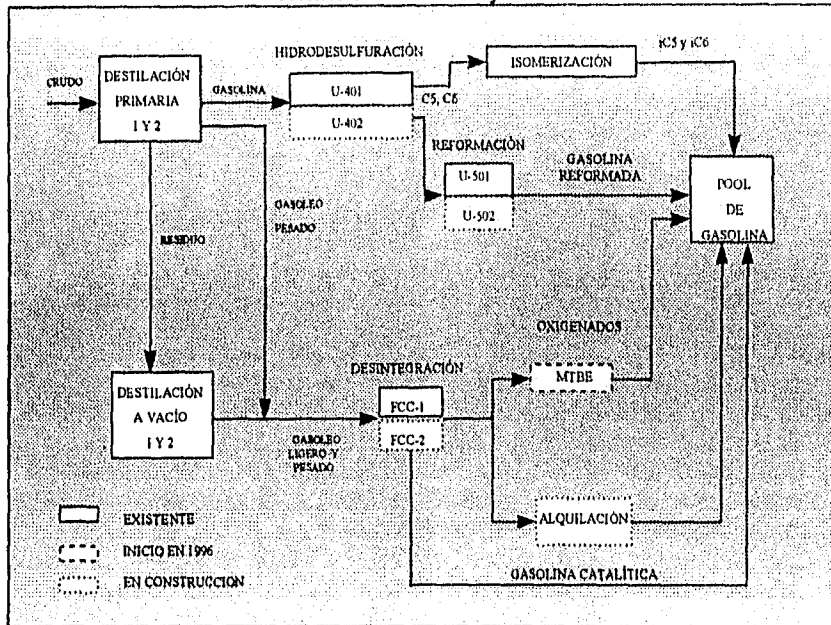 HIDRODESULFURACIÓN
iC5 y iC6
CRUDO
DESTILACIÓN
PRIMARIA
1 Y 2
GASOLINA
U-401
U-402
C5, C6
ISOMERIZACIÓN
REFORMACIÓN
U-501
U-502
GASOLINA
REFORMADA
POOL
DE
GASOLINA
GASOLEO
PESADO
RESIDUO
OXIGENADOS
DESINTEGRACIÓN
MTBE
DESTILACIÓN
A VACÍO
1 Y 2
FCC-1
FCC-2
GASOLEO
LIGERO Y
PESADO
ALQUILACIÓN
EXISTENTE
INICIO EN 1996
EN CONSTRUCCION
GASOLINA CATALÍTICA